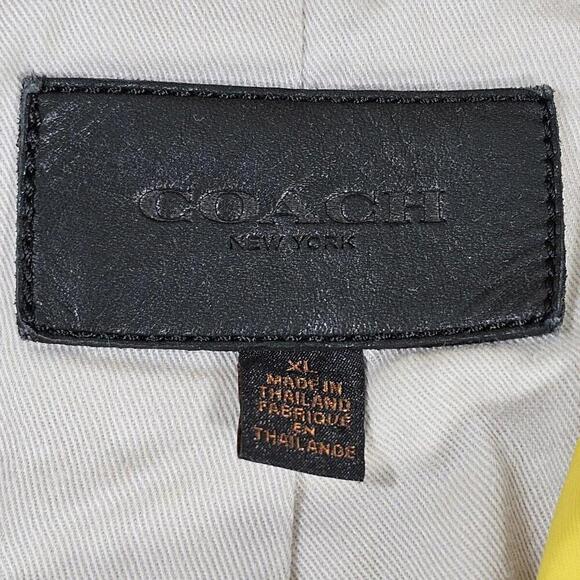 COACH
NEW YORK
XL
MADE IN
THAILAND
FABRIQUE
EN
THAILANDE